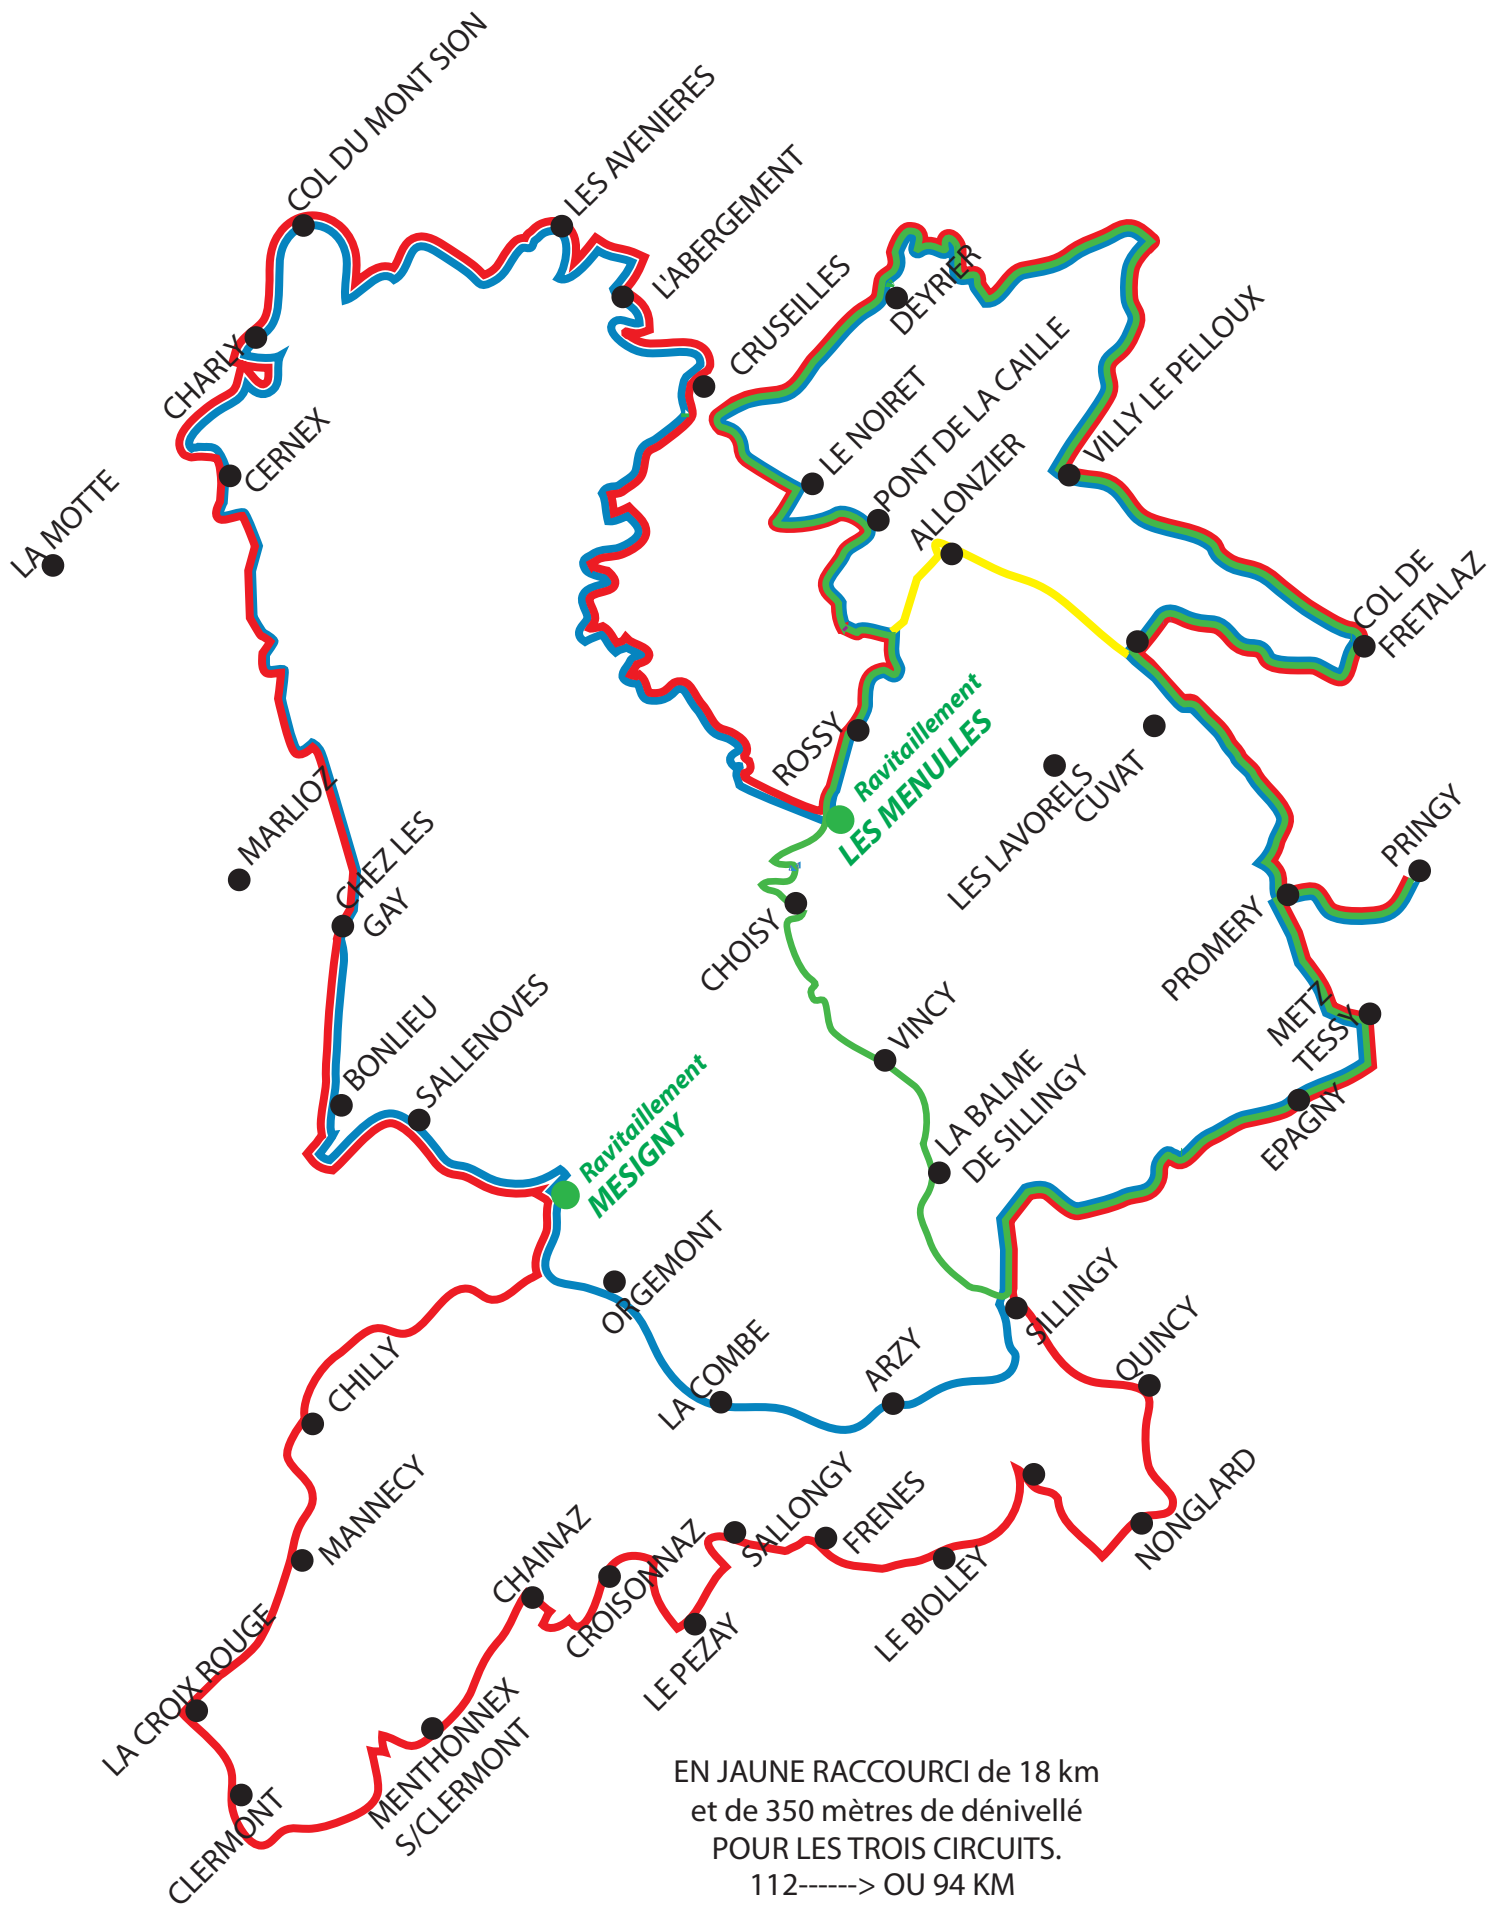 COL DU MONT SION
LES AVENIERES
L'ABERGEMENT
CRUSEILLES
DEYRIER
PONT DE LA CAILLE
VILLY LE PELLOUX
CHARLY
CERNEX
LE NOIRET
ALLONZIER
LA MOTTE
COL DE
FRETALAZ
ROSSY
Ravitaillement
LES MENULLES
MARLIOZ
CHEZ LES
GAY
LES LAVORELS
CUVAT
PRINGY
CHOISY
PROMERY
VINCY
METZ
TESSY
BONLIEU
SALLENOVES
Ravitaillement
MESIGNY
LA BALME
DE SILLINGY
EPAGNY
ORGEMONT
SILLINGY
QUINCY
LA COMBE
ARZY
CHILLY
MANNECY
SALLONGY
FRENES
NONGLARD
CHAINAZ
CROISONNAZ
LE BIOLLEY
LE PEZAY
LA CROIX ROUGE
MENTHONNEX
S/CLERMONT
CLERMONT
EN JAUNE RACCOURCI de 18 km
et de 350 mètres de dénivellé
POUR LES TROIS CIRCUITS.
112------> OU 94 KM